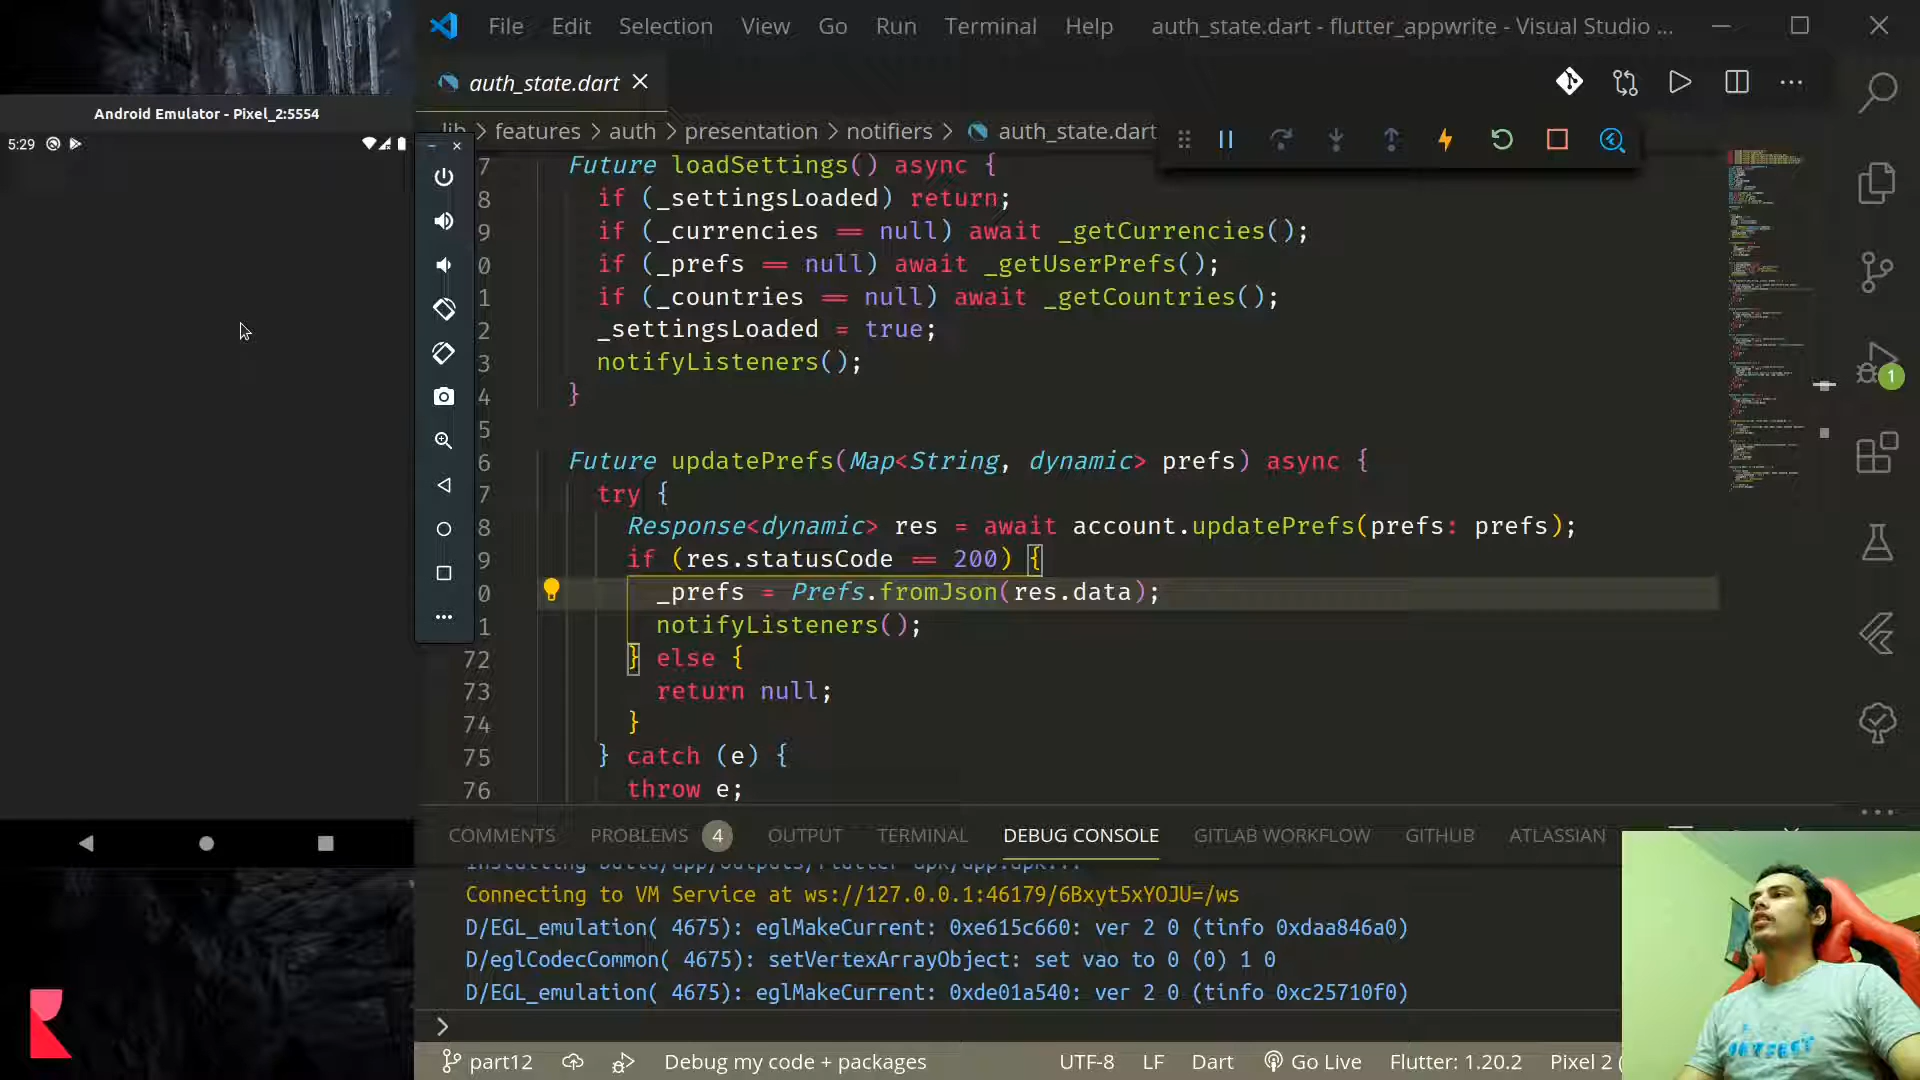 File Edit Selection View Go Run Terminal Help auth_state.dart - flutter_appwrite - Visual Studio ...
auth_state.dart
Android Emulator - Pixel_2:5554
lib > features > auth > presentation > notifiers > auth_state.dart
5:29
7 Future loadSettings() async {
8 if (_settingsLoaded) return;
9 if (_currencies == null) await _getCurrencies();
0 if (_prefs == null) await _getUserPrefs();
1 if (_countries == null) await _getCountries();
2 _settingsLoaded = true;
3 notifyListeners();
4 }
5
6 Future updatePrefs(Map<String, dynamic> prefs) async {
7 try {
8 Response<dynamic> res = await account.updatePrefs(prefs: prefs);
9 if (res.statusCode == 200) {
0 _prefs = Prefs.fromJson(res.data);
1 notifyListeners();
72 } else {
73 return null;
74 }
75 } catch (e) {
76 throw e;
1
COMMENTS PROBLEMS 4 OUTPUT TERMINAL DEBUG CONSOLE GITLAB WORKFLOW GITHUB ATLASSIAN
Installing build/app/outputs/flutter-apk/app.apk...
Connecting to VM Service at ws://127.0.0.1:46179/6Bxyt5xYOJU=/ws
D/EGL_emulation( 4675): eglMakeCurrent: 0xe615c660: ver 2 0 (tinfo 0xdaa846a0)
D/eglCodecCommon( 4675): setVertexArrayObject: set vao to 0 (0) 1 0
D/EGL_emulation( 4675): eglMakeCurrent: 0xde01a540: ver 2 0 (tinfo 0xc25710f0)
part12 Debug my code + packages UTF-8 LF Dart Go Live Flutter: 1.20.2 Pixel 2 (